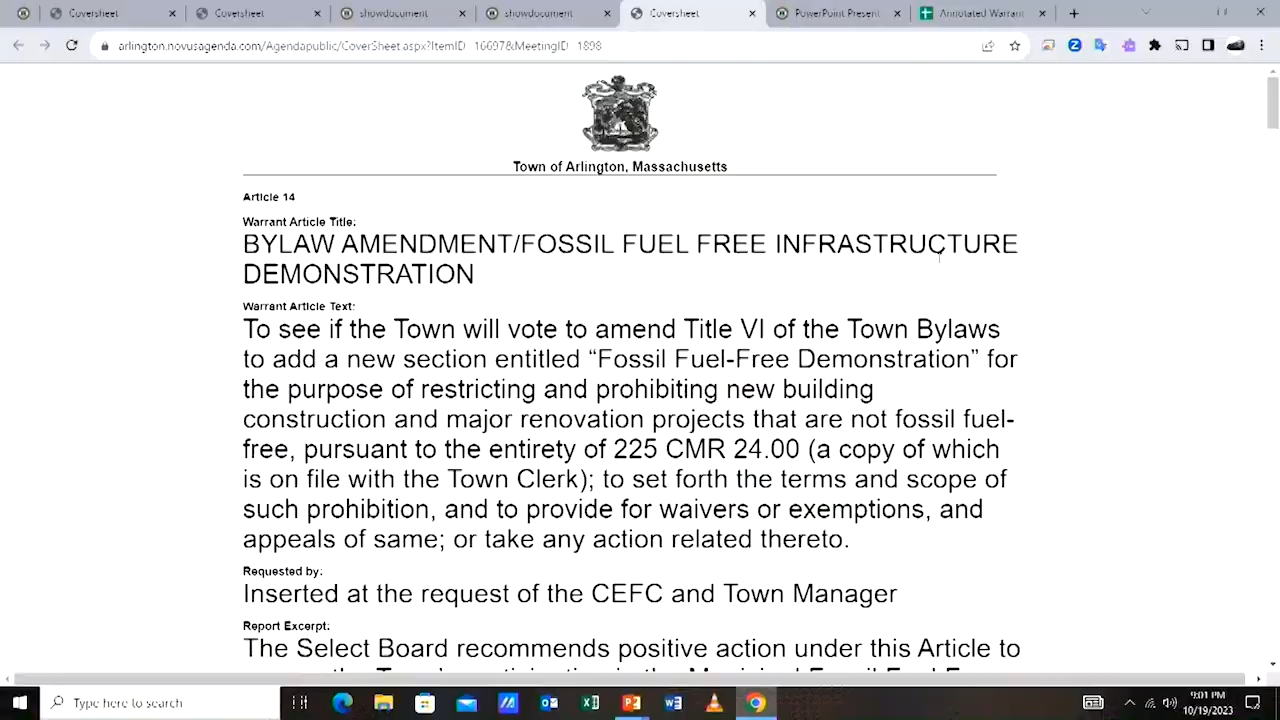 Coversheet
Coversheet
showdocument
showdocument
Coversheet
PowerPoint Present
Annotated Warrant
arlington.novusagenda.com/Agendapublic/CoverSheet.aspx?ItemID=16697&MeetingID=1898
Town of Arlington, Massachusetts
Article 14
Warrant Article Title:
BYLAW AMENDMENT/FOSSIL FUEL FREE INFRASTRUCTURE
DEMONSTRATION
Warrant Article Text:
To see if the Town will vote to amend Title VI of the Town Bylaws
to add a new section entitled “Fossil Fuel-Free Demonstration” for
the purpose of restricting and prohibiting new building
construction and major renovation projects that are not fossil fuel-
free, pursuant to the entirety of 225 CMR 24.00 (a copy of which
is on file with the Town Clerk); to set forth the terms and scope of
such prohibition, and to provide for waivers or exemptions, and
appeals of same; or take any action related thereto.
Requested by:
Inserted at the request of the CEFC and Town Manager
Report Excerpt:
The Select Board recommends positive action under this Article to
Type here to search
9:01 PM
10/19/2023